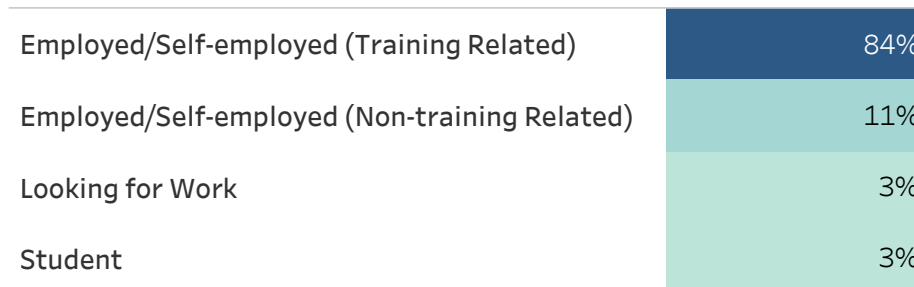 Employed/Self-employed (Training Related) 84%
Employed/Self-employed (Non-training Related) 11%
Looking for Work 3%
Student 3%